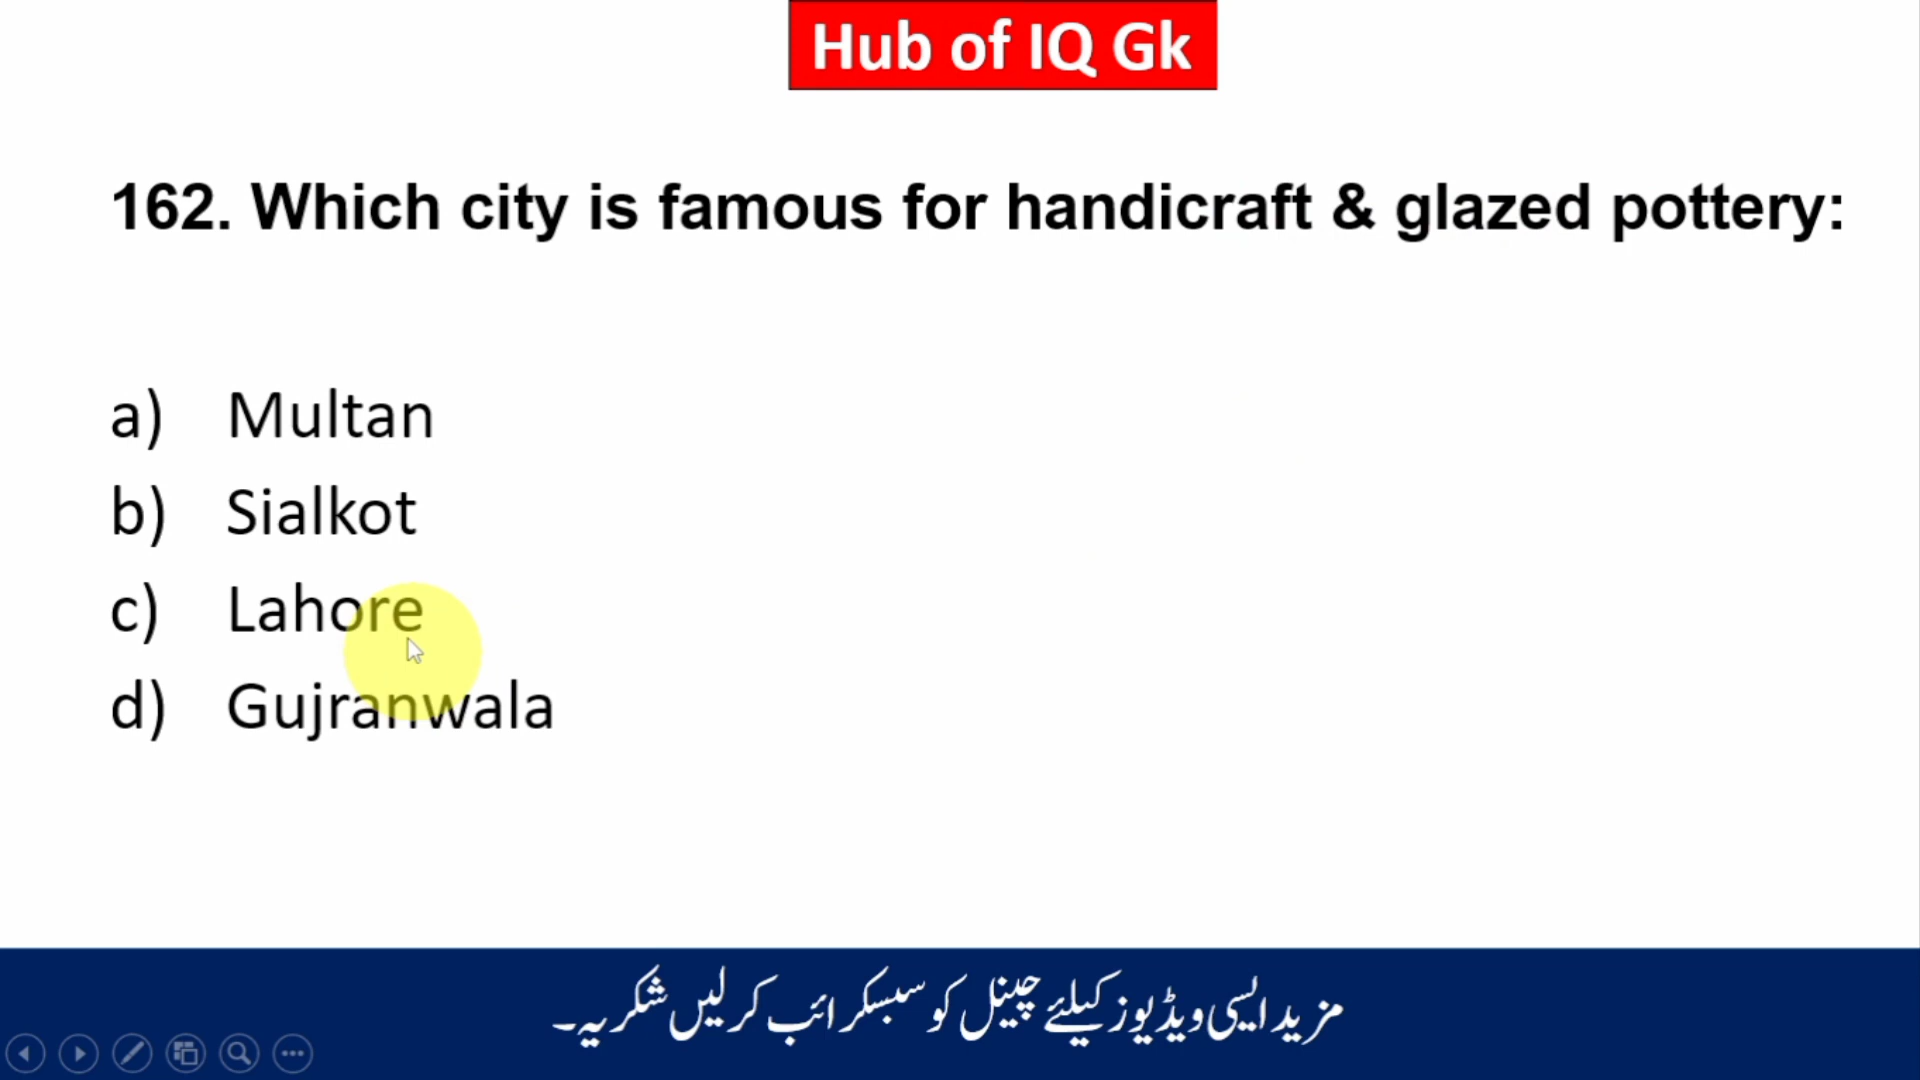 Hub of IQ Gk
162. Which city is famous for handicraft & glazed pottery:
a) Multan
b) Sialkot
c) Lahore
d) Gujranwala
مزید ایسی ویڈیوز کیلئے چینل کو سبسکرائب کر لیں شکریہ۔